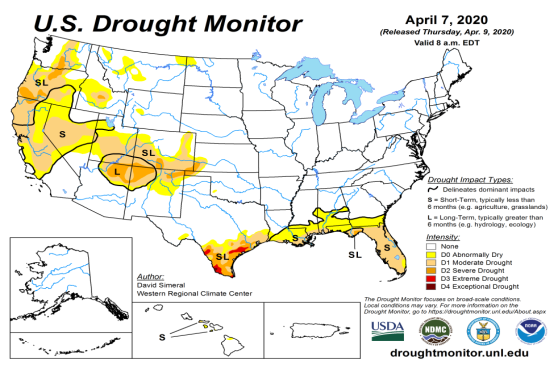 U.S. Drought Monitor
April 7, 2020
(Released Thursday, Apr. 9, 2020)
Valid 8 a.m. EDT
SL
S
SL
L
SL
S
SL
S
S
Drought Impact Types:
Delineates dominant impacts
S = Short-Term, typically less than
6 months (e.g. agriculture, grasslands)
L = Long-Term, typically greater than
6 months (e.g. hydrology, ecology)
Intensity:
None
D0 Abnormally Dry
D1 Moderate Drought
D2 Severe Drought
D3 Extreme Drought
D4 Exceptional Drought
Author:
David Simeral
Western Regional Climate Center
The Drought Monitor focuses on broad-scale conditions.
Local conditions may vary. For more information on the
Drought Monitor, go to https://droughtmonitor.unl.edu/About.aspx
USDA
NDMC
droughtmonitor.unl.edu